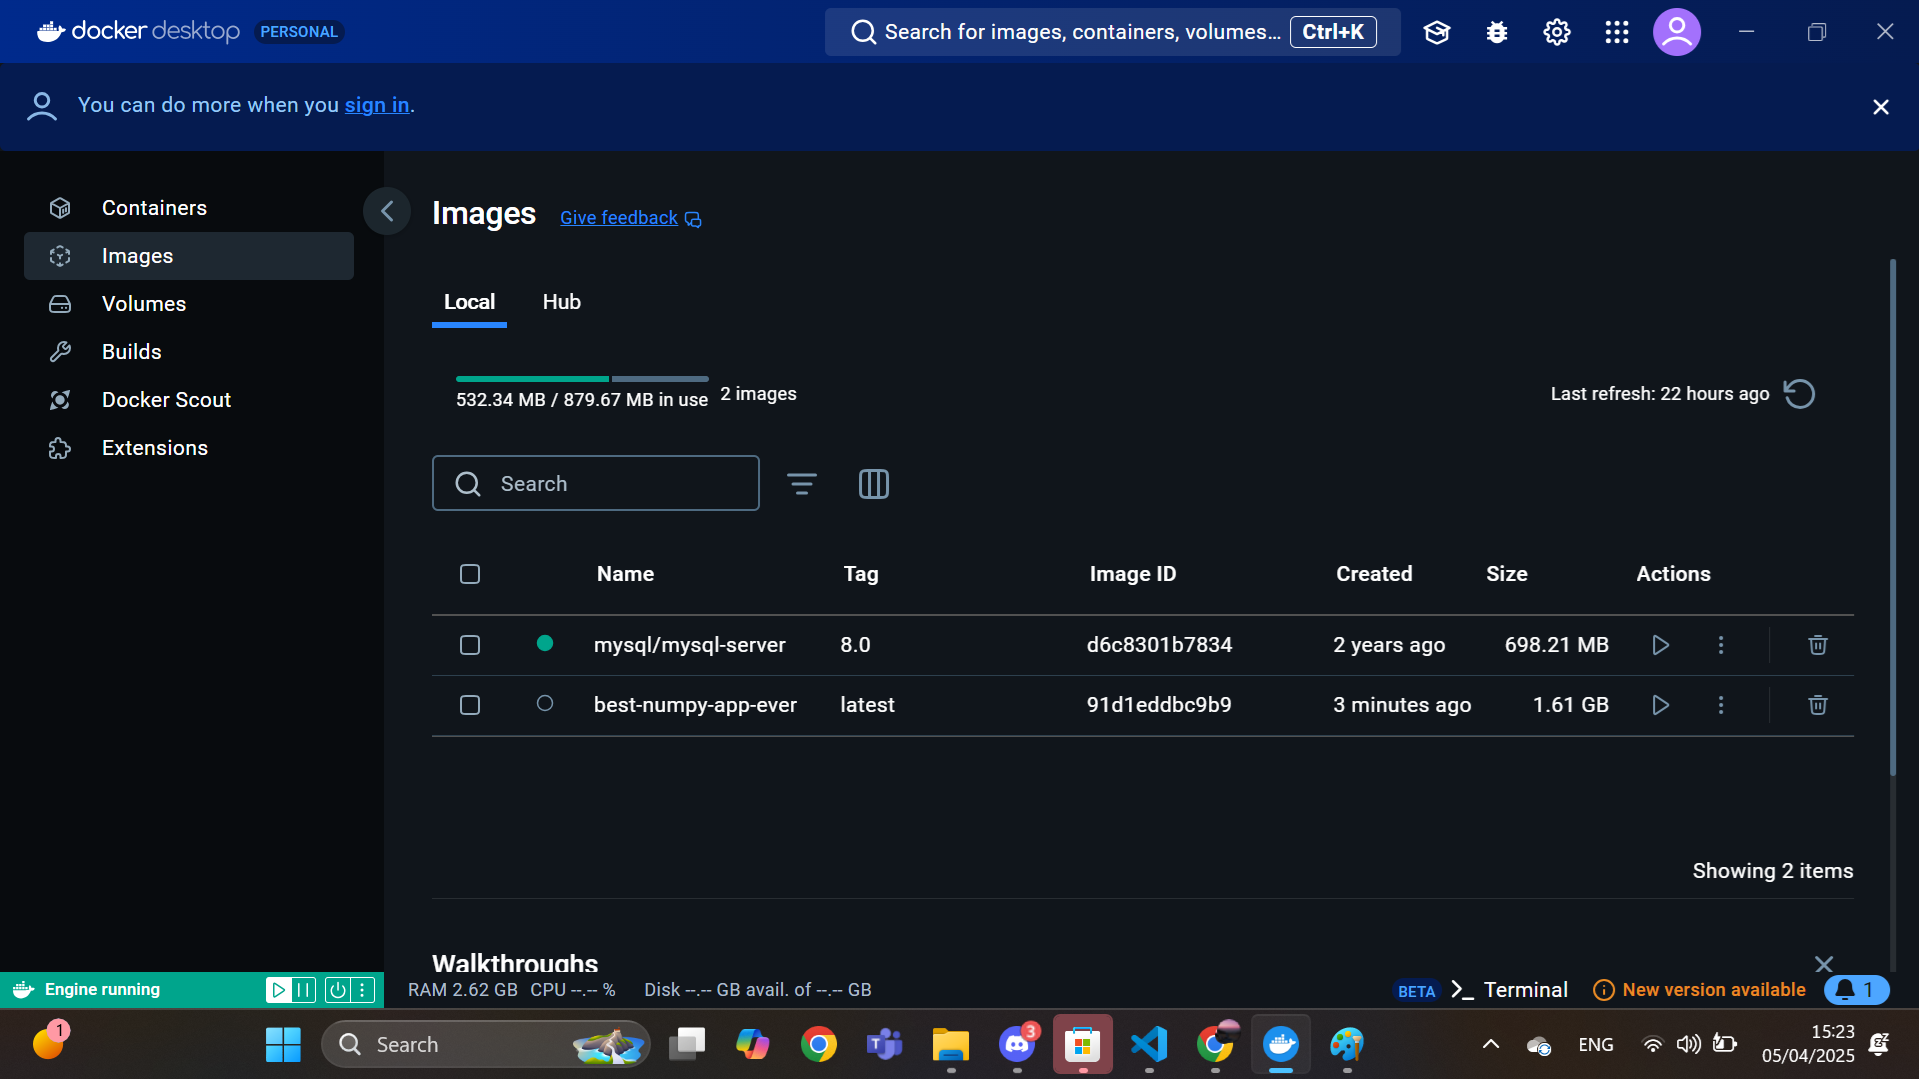 docker desktop PERSONAL
Search for images, containers, volumes... Ctrl+K
You can do more when you sign in.
Containers
Images
Volumes
Builds
Docker Scout
Extensions
Images Give feedback
Local Hub
532.34 MB / 879.67 MB in use 2 images
Last refresh: 22 hours ago
Search
Name Tag Image ID Created Size Actions
mysql/mysql-server 8.0 d6c8301b7834 2 years ago 698.21 MB
best-numpy-app-ever latest 91d1eddbc9b9 3 minutes ago 1.61 GB
Showing 2 items
Walkthroughs
Engine running
RAM 2.62 GB CPU --.-- % Disk --.-- GB avail. of --.-- GB
BETA Terminal New version available 1
1
Search
T
3
ENG
15:23
05/04/2025